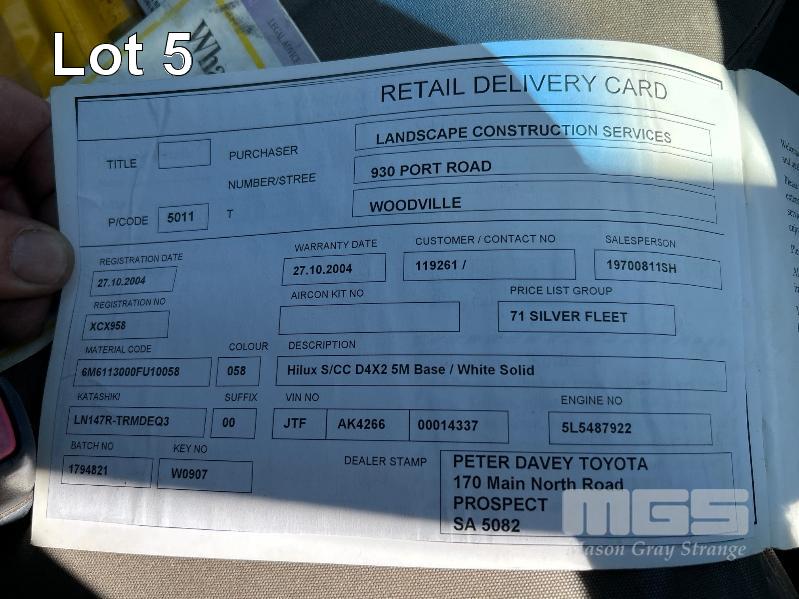 Lot 5
LEGAL ADVICE
Wha
RETAIL DELIVERY CARD
TITLE
PURCHASER
LANDSCAPE CONSTRUCTION SERVICES
NUMBER/STREE
930 PORT ROAD
P/CODE 5011 T
WOODVILLE
REGISTRATION DATE WARRANTY DATE CUSTOMER / CONTACT NO SALESPERSON
27.10.2004 27.10.2004 119261 / 19700811SH
REGISTRATION NO AIRCON KIT NO PRICE LIST GROUP
XCX958 71 SILVER FLEET
MATERIAL CODE COLOUR DESCRIPTION
6M6113000FU10058 058 Hilux S/CC D4X2 5M Base / White Solid
KATASHIKI SUFFIX VIN NO ENGINE NO
LN147R-TRMDEQ3 00 JTF AK4266 00014337 5L5487922
BATCH NO KEY NO DEALER STAMP
1794821 W0907
PETER DAVEY TOYOTA
170 Main North Road
PROSPECT
SA 5082
MGS
Mason Gray Strange